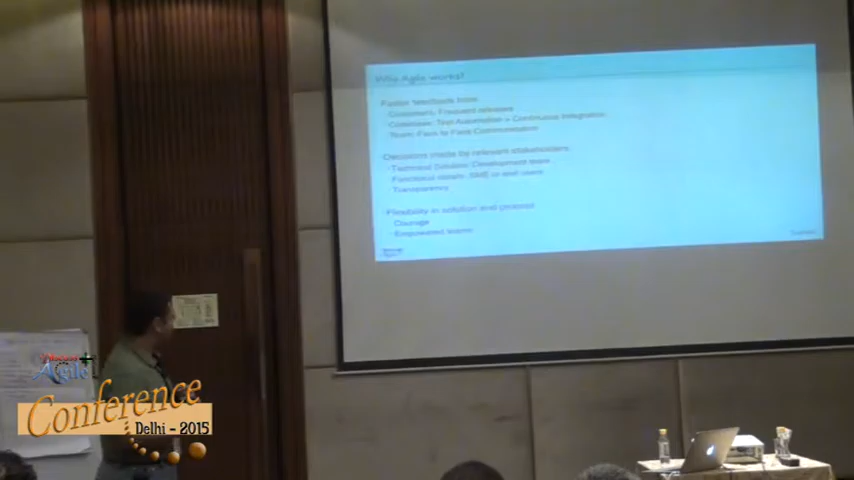 Why Agile works?
Faster feedback loop
Customers: Frequent releases
Codebase: Test Automation + Continuous Integration
Team: Face to Face Communication
Decisions made by relevant stakeholders
Technical Solution: Development team
Functional details: SME or end users
Transparency
Flexibility in solution and process
Courage
Empowered teams
Agile
Conference
Delhi - 2015